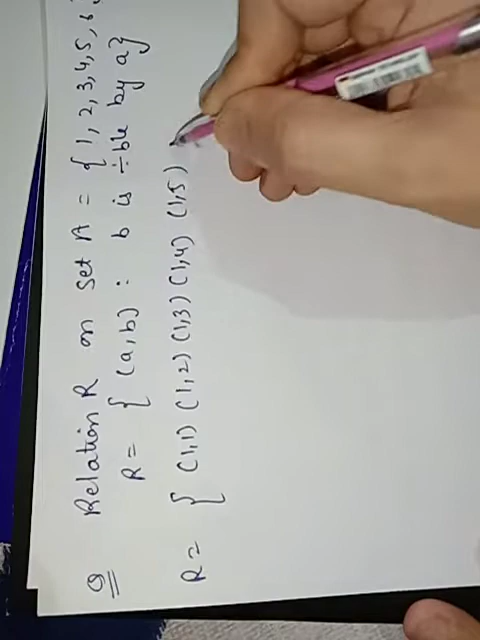 Q Relation R on Set A = { 1, 2, 3, 4, 5, 6
R = { (a,b) : b is ÷ble by a}
R = { (1,1) (1,2) (1,3) (1,4) (1,5)